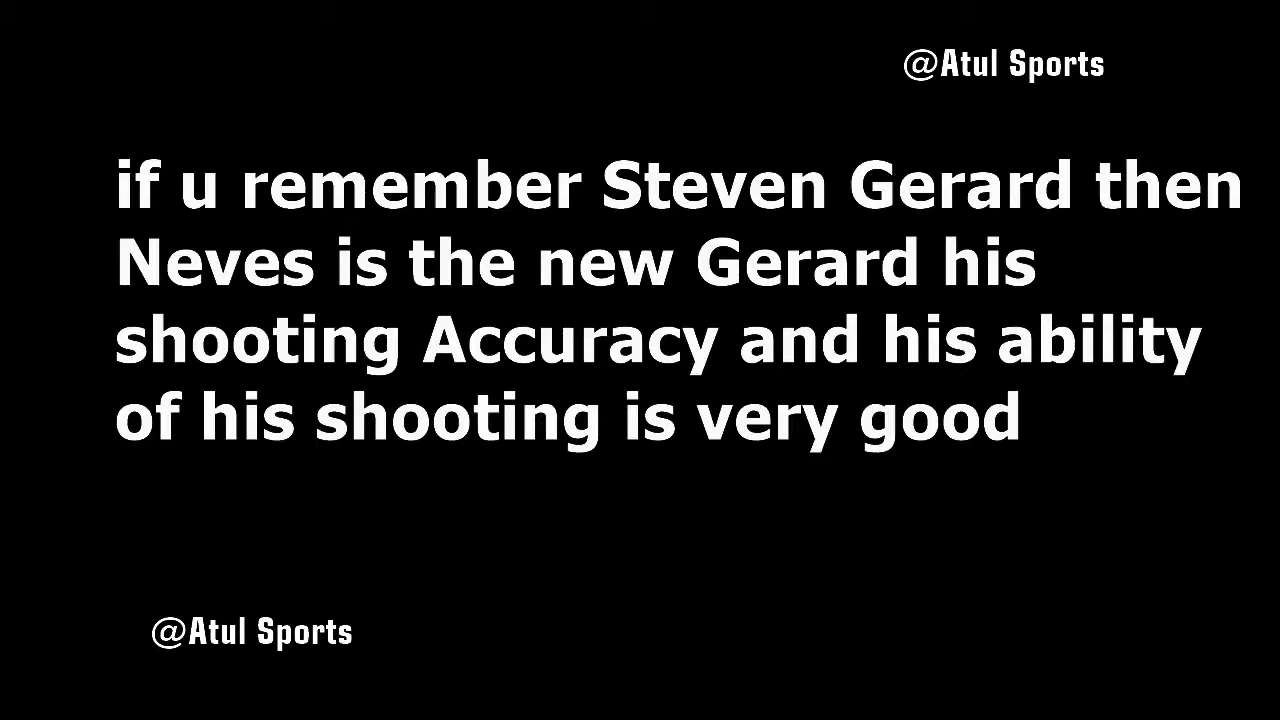 @Atul Sports
if u remember Steven Gerard then
Neves is the new Gerard his
shooting Accuracy and his ability
of his shooting is very good
@Atul Sports